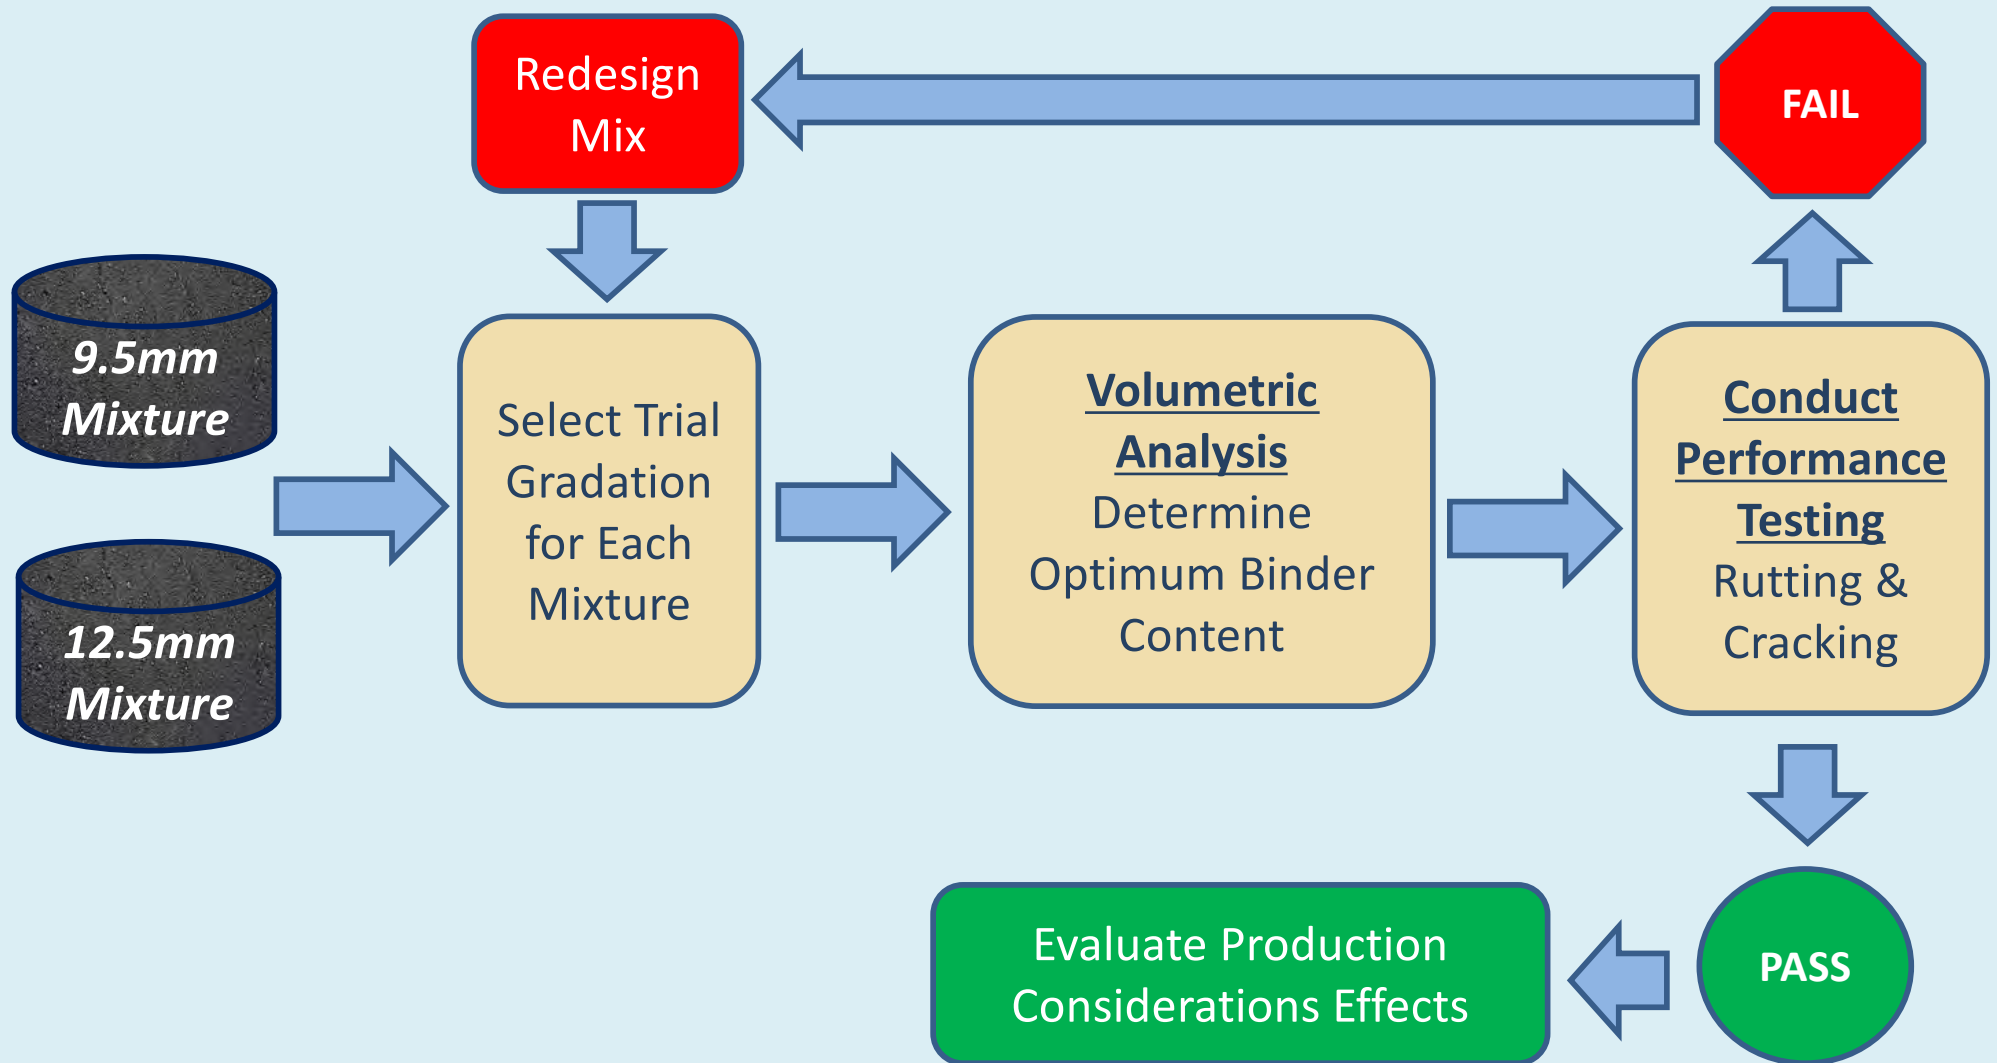 Redesign
Mix
FAIL
9.5mm
Mixture
12.5mm
Mixture
Select Trial
Gradation
for Each
Mixture
Volumetric
Analysis
Determine
Optimum Binder
Content
Conduct
Performance
Testing
Rutting &
Cracking
Evaluate Production
Considerations Effects
PASS